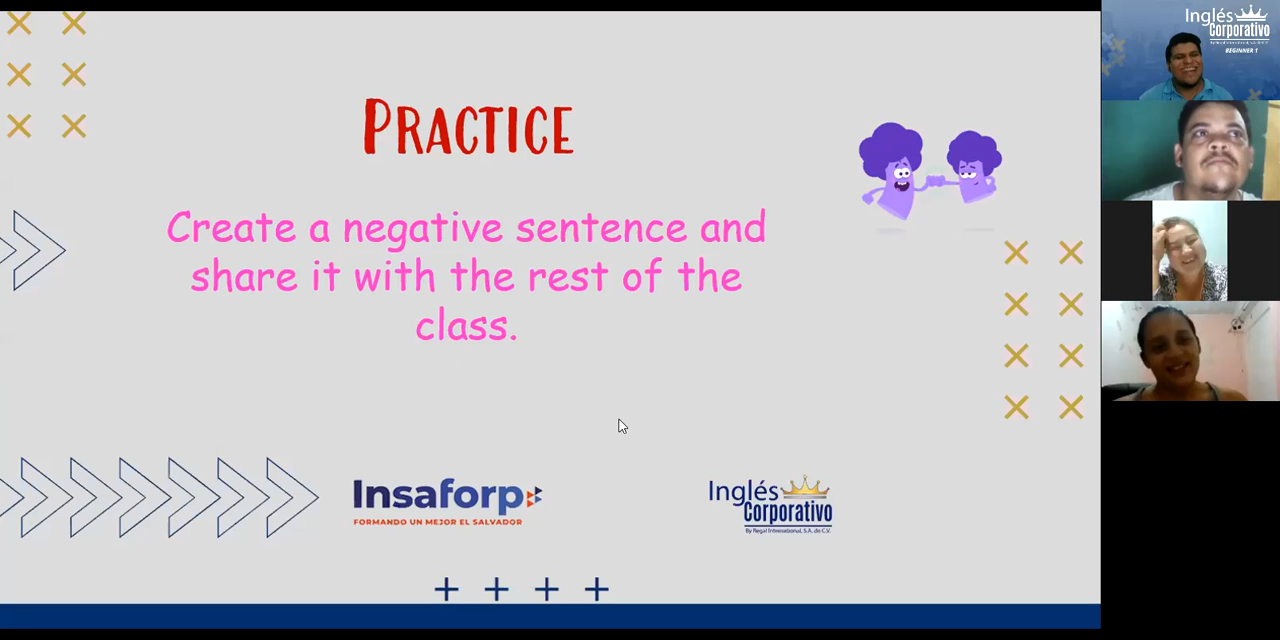 PRACTICE
Create a negative sentence and
share it with the rest of the
class.
Insaforp
FORMANDO UN MEJOR EL SALVADOR
Inglés
Corporativo
By Regal International, S.A. de C.V.
Inglés
Corporativo
BEGINNER 1